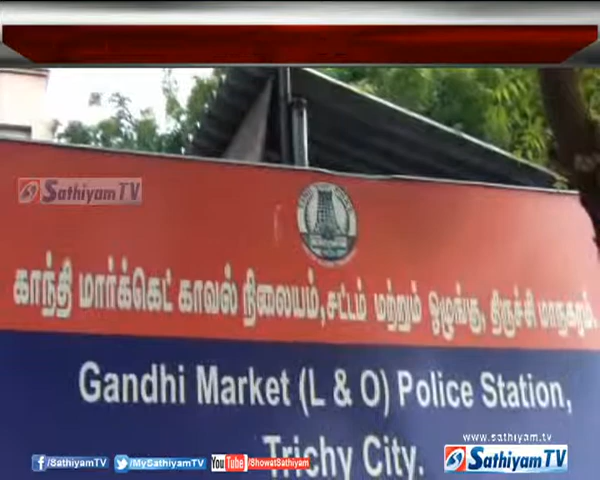 Sathiyam TV
காந்தி மார்க்கெட் காவல் நிலையம், சட்டம் மற்றும் ஒழுங்கு, திருச்சி மாநகரம்.
Gandhi Market (L & O) Police Station,
Trichy City.
www.sathiyam.tv
Sathiyam TV
/SathiyamTV /MySathiyamTV YouTube /ShowatSathiyam